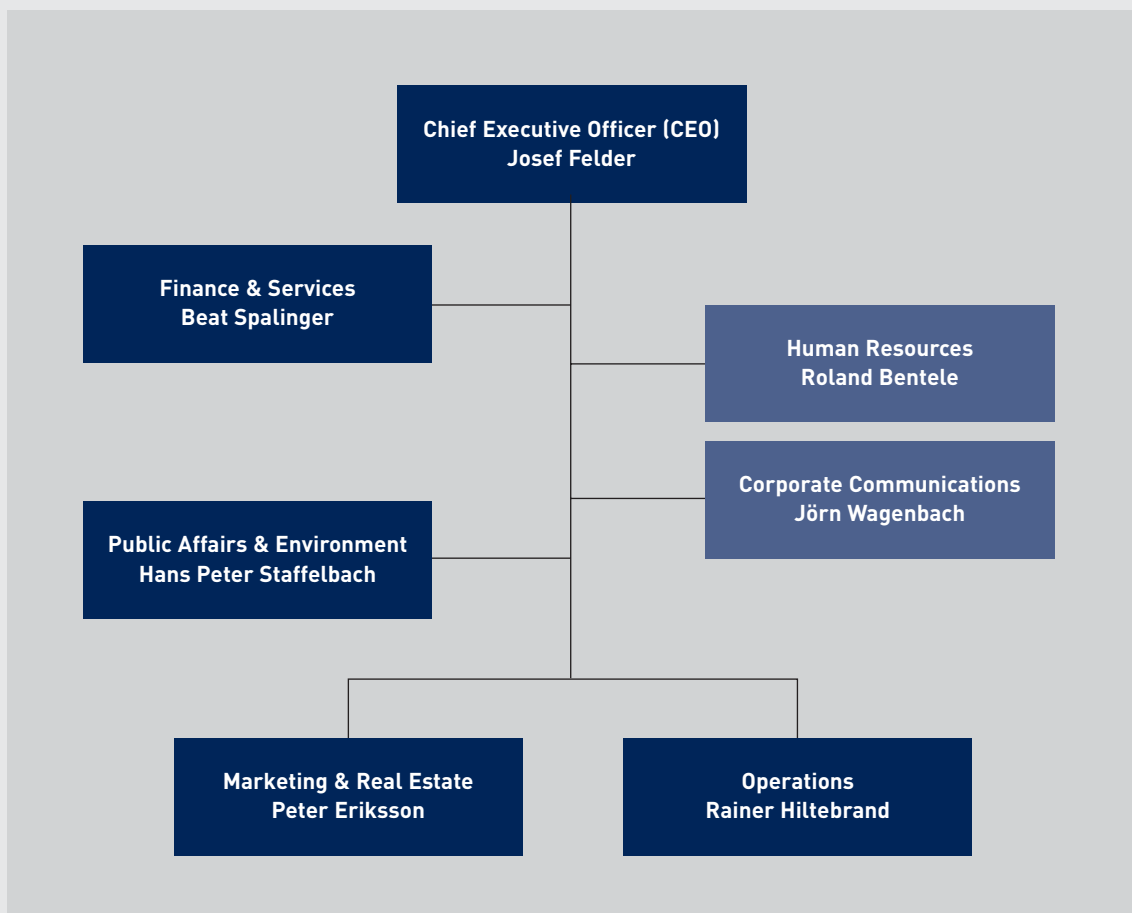 Chief Executive Officer (CEO)
Josef Felder
Finance & Services
Beat Spalinger
Human Resources
Roland Bentele
Corporate Communications
Jörn Wagenbach
Public Affairs & Environment
Hans Peter Staffelbach
Marketing & Real Estate
Peter Eriksson
Operations
Rainer Hiltebrand